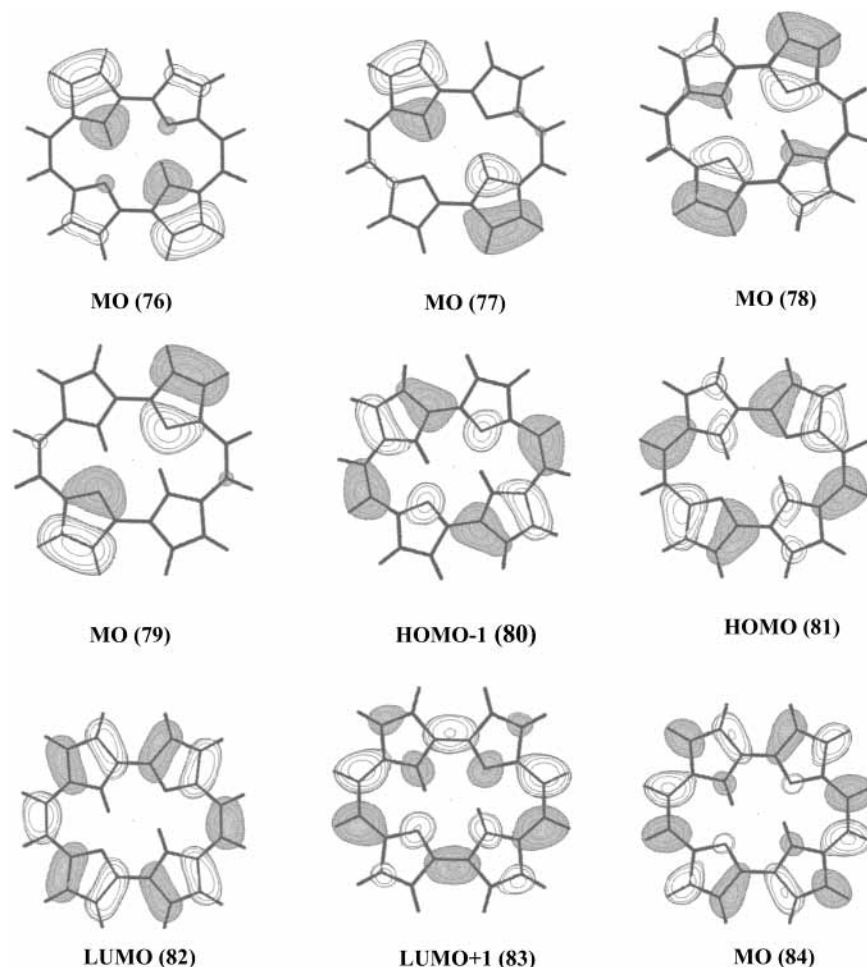 MO (76) MO (77) MO (78)
MO (79) HOMO-1 (80) HOMO (81)
LUMO (82) LUMO+1 (83) MO (84)